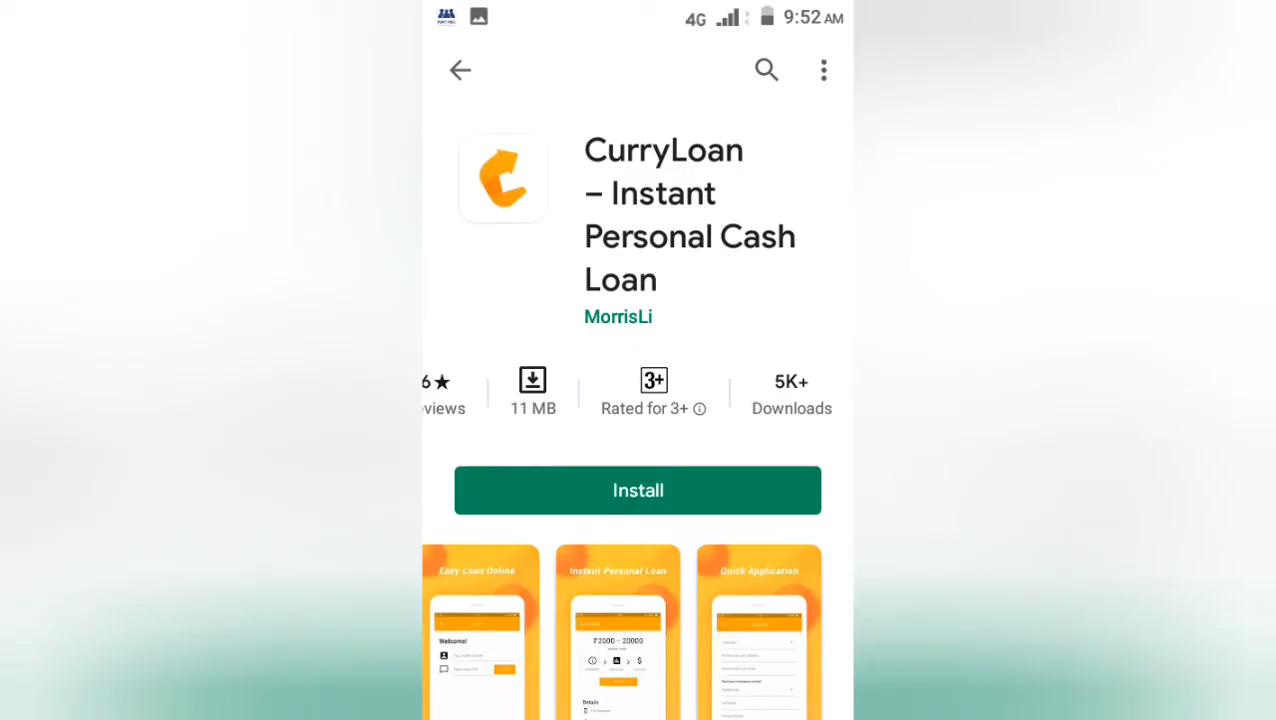 4G 9:52 AM
CurryLoan
– Instant
Personal Cash
Loan
MorrisLi
6★ 3+ 5K+
views 11 MB Rated for 3+ Downloads
Install
Easy Loan Online Instant Personal Loan Quick Application
Welcome!
₹2000 – 20000
Details